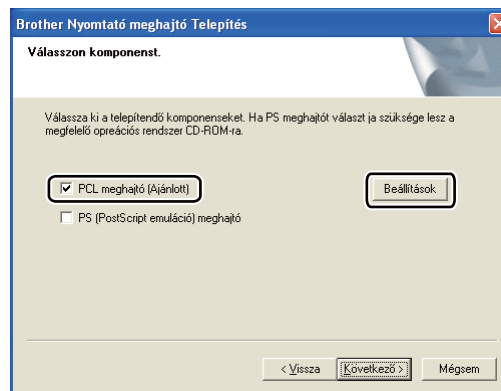 Brother Nyomtató meghajtó Telepítés
Válasszon komponenst.
Válassza ki a telepítendő komponenseket. Ha PS meghajtót választ ja szüksége lesz a
megfelelő opreációs rendszer CD-ROM-ra.
PCL meghajtó (Ajánlott)
Beállítások
PS (PostScript emuláció) meghajtó
< Vissza
Következő >
Mégsem